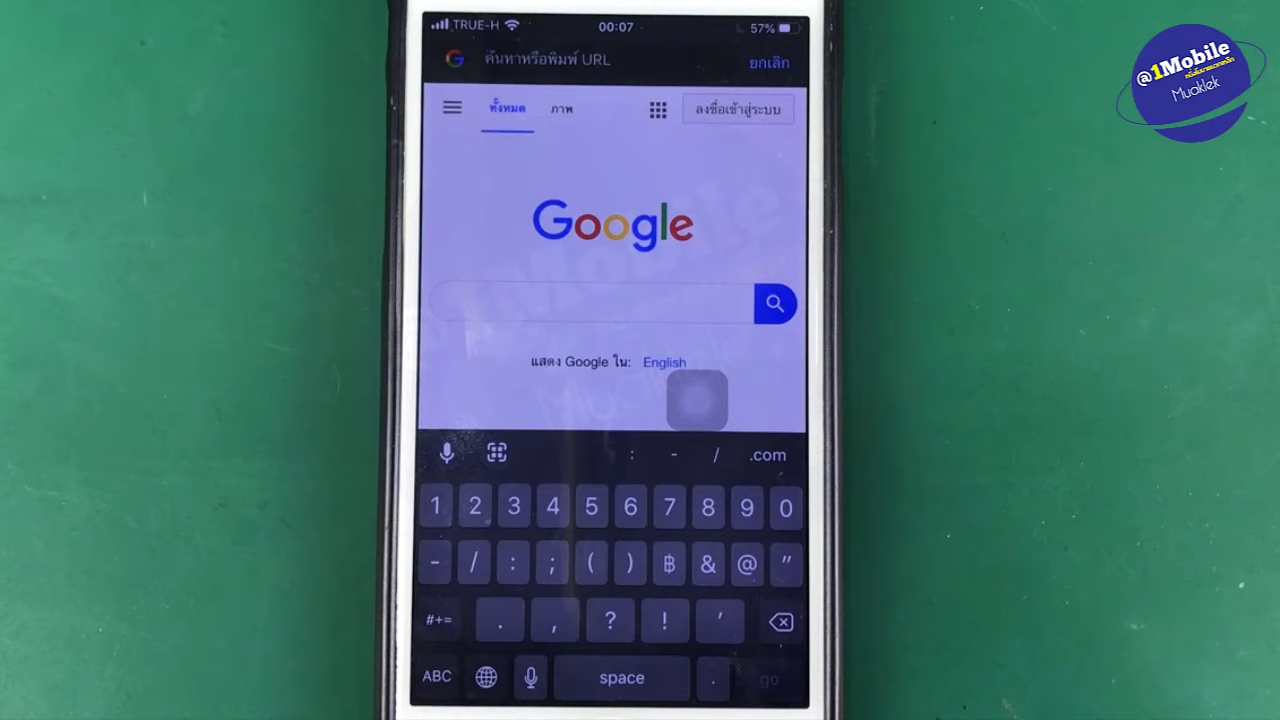 TRUE-H 00:07 57%
ค้นหาหรือพิมพ์ URL ยกเลิก
ทั้งหมด ภาพ ลงชื่อเข้าสู่ระบบ
Google
แสดง Google ใน: English
: - / .com
1 2 3 4 5 6 7 8 9 0
- / : ; ( ) ฿ & @ "
#+= . , ? ! '
ABC space . go
@1Mobile
Muaklek
1Mobile